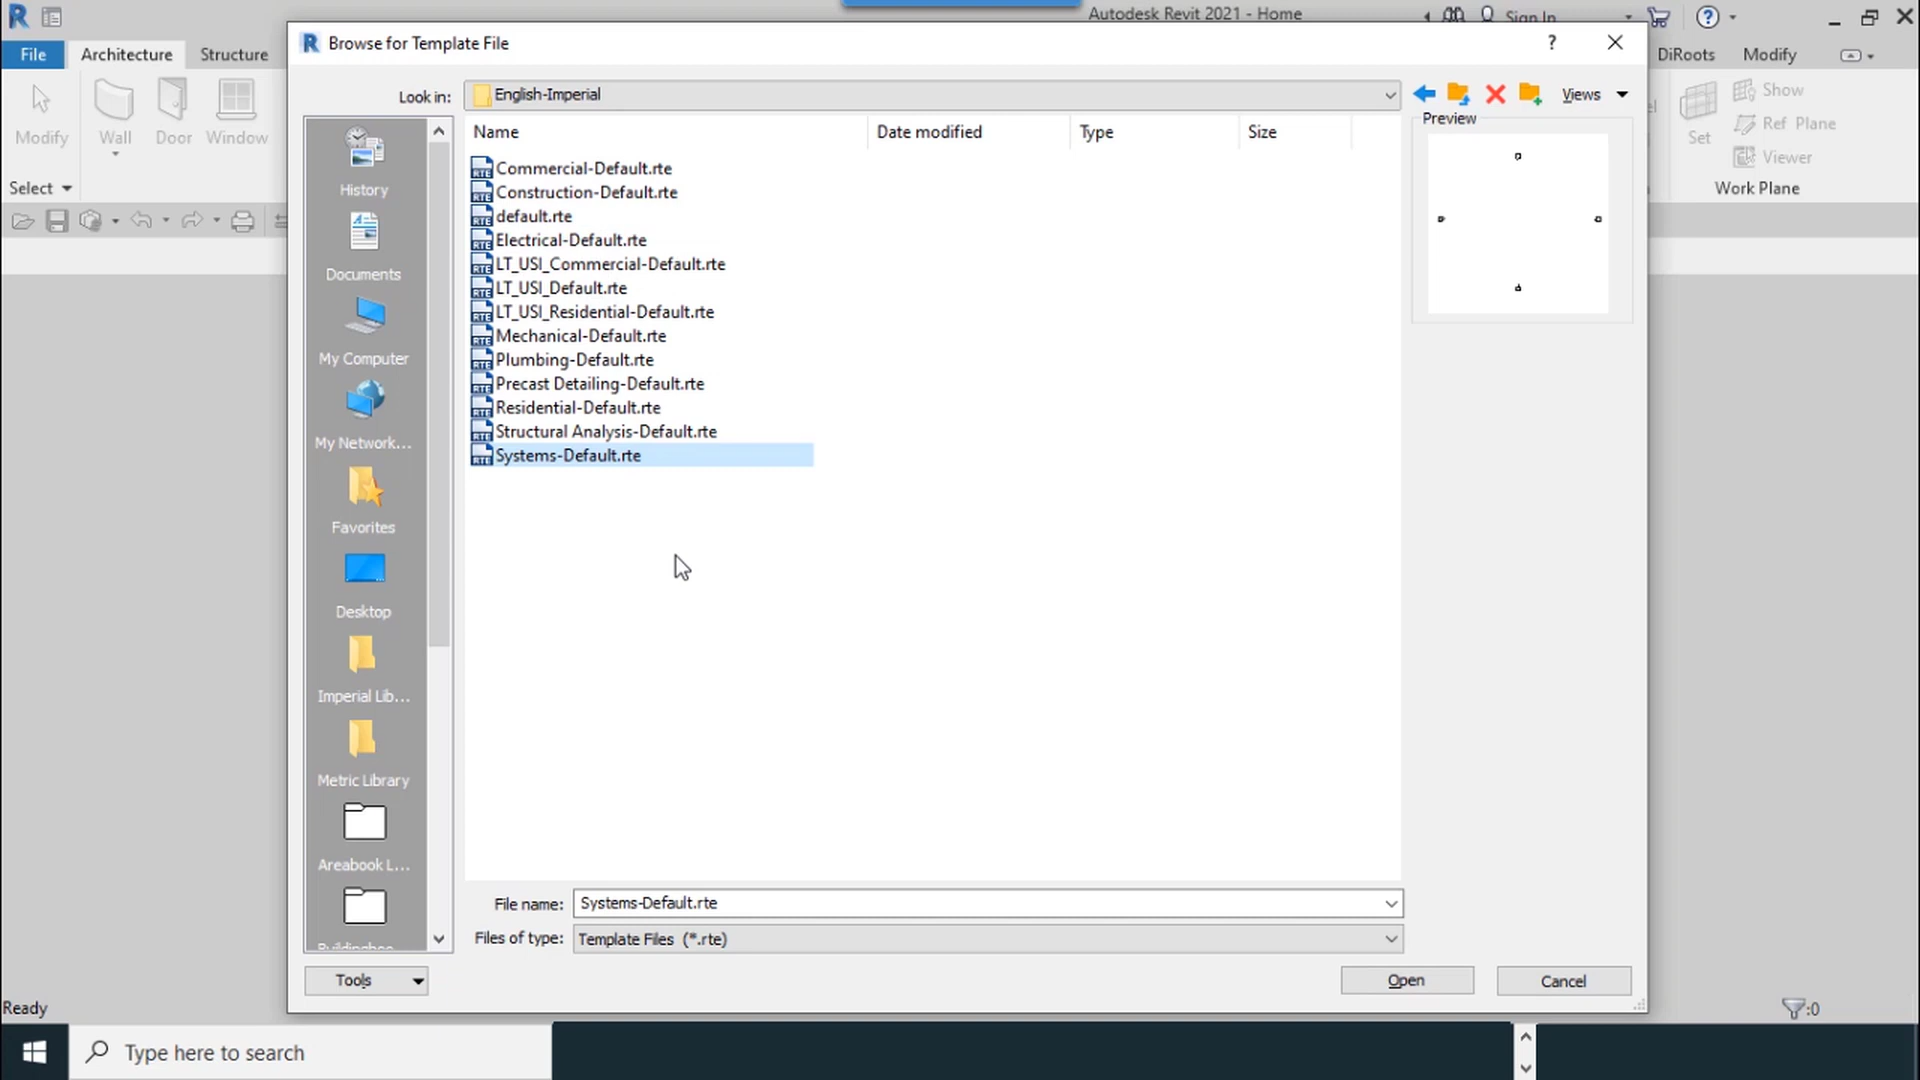 Autodesk Revit 2021 - Home
Sign In
Browse for Template File
File
Architecture
Structure
DiRoots
Modify
Look in:
English-Imperial
Views
Modify
Wall
Door
Window
Select
Show
Set
Ref Plane
Viewer
Work Plane
Name
Date modified
Type
Size
Preview
Commercial-Default.rte
Construction-Default.rte
default.rte
Electrical-Default.rte
LT_USI_Commercial-Default.rte
LT_USI_Default.rte
LT_USI_Residential-Default.rte
Mechanical-Default.rte
Plumbing-Default.rte
Precast Detailing-Default.rte
Residential-Default.rte
Structural Analysis-Default.rte
Systems-Default.rte
History
Documents
My Computer
My Network...
Favorites
Desktop
Imperial Lib...
Metric Library
Areabook L...
File name:
Systems-Default.rte
Files of type:
Template Files (*.rte)
Tools
Open
Cancel
Ready
:0
Type here to search